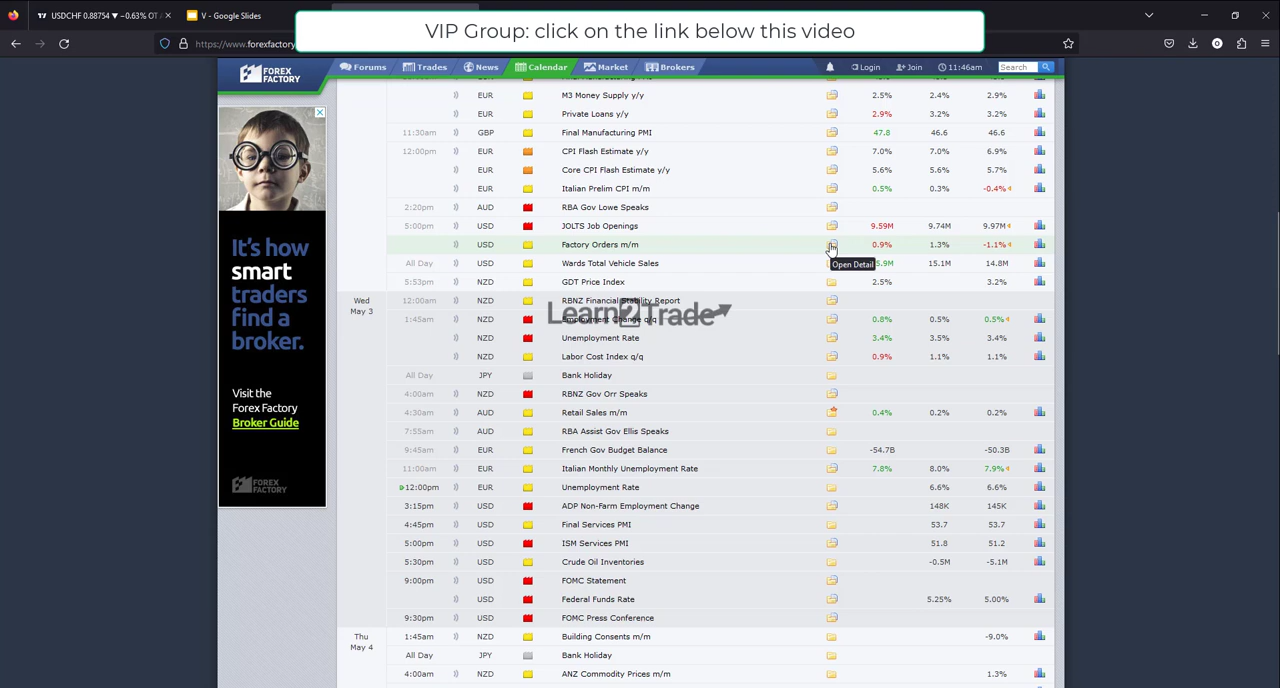 USDCHF 0.88754 ▼ −0.63% OT
V - Google Slides
VIP Group: click on the link below this video
https://www.forexfactory
FOREX FACTORY Forums Trades News Calendar Market Brokers Login Join 11:46am Search
EUR M3 Money Supply y/y 2.5% 2.4% 2.9%
EUR Private Loans y/y 2.9% 3.2% 3.2%
11:30am GBP Final Manufacturing PMI 47.8 46.6 46.6
12:00pm EUR CPI Flash Estimate y/y 7.0% 7.0% 6.9%
EUR Core CPI Flash Estimate y/y 5.6% 5.6% 5.7%
EUR Italian Prelim CPI m/m 0.5% 0.3% -0.4%
2:20pm AUD RBA Gov Lowe Speaks
5:00pm USD JOLTS Job Openings 9.59M 9.74M 9.97M
USD Factory Orders m/m 0.9% 1.3% -1.1%
Open Detail
All Day USD Wards Total Vehicle Sales 5.9M 15.1M 14.8M
5:53pm NZD GDT Price Index 2.5% 3.2%
Wed May 3 12:00am NZD RBNZ Financial Stability Report
Learn2Trade
1:45am NZD Employment Change q/q 0.8% 0.5% 0.5%
NZD Unemployment Rate 3.4% 3.5% 3.4%
NZD Labor Cost Index q/q 0.9% 1.1% 1.1%
All Day JPY Bank Holiday
4:00am NZD RBNZ Gov Orr Speaks
4:30am AUD Retail Sales m/m 0.4% 0.2% 0.2%
7:55am AUD RBA Assist Gov Ellis Speaks
9:45am EUR French Gov Budget Balance -54.7B -50.3B
11:00am EUR Italian Monthly Unemployment Rate 7.8% 8.0% 7.9%
12:00pm EUR Unemployment Rate 6.6% 6.6%
3:15pm USD ADP Non-Farm Employment Change 148K 145K
4:45pm USD Final Services PMI 53.7 53.7
5:00pm USD ISM Services PMI 51.8 51.2
5:30pm USD Crude Oil Inventories -0.5M -5.1M
9:00pm USD FOMC Statement
USD Federal Funds Rate 5.25% 5.00%
9:30pm USD FOMC Press Conference
Thu May 4 1:45am NZD Building Consents m/m -9.0%
All Day JPY Bank Holiday
4:00am NZD ANZ Commodity Prices m/m 1.3%
It's how
smart
traders
find a
broker.
Visit the
Forex Factory
Broker Guide
FOREX FACTORY